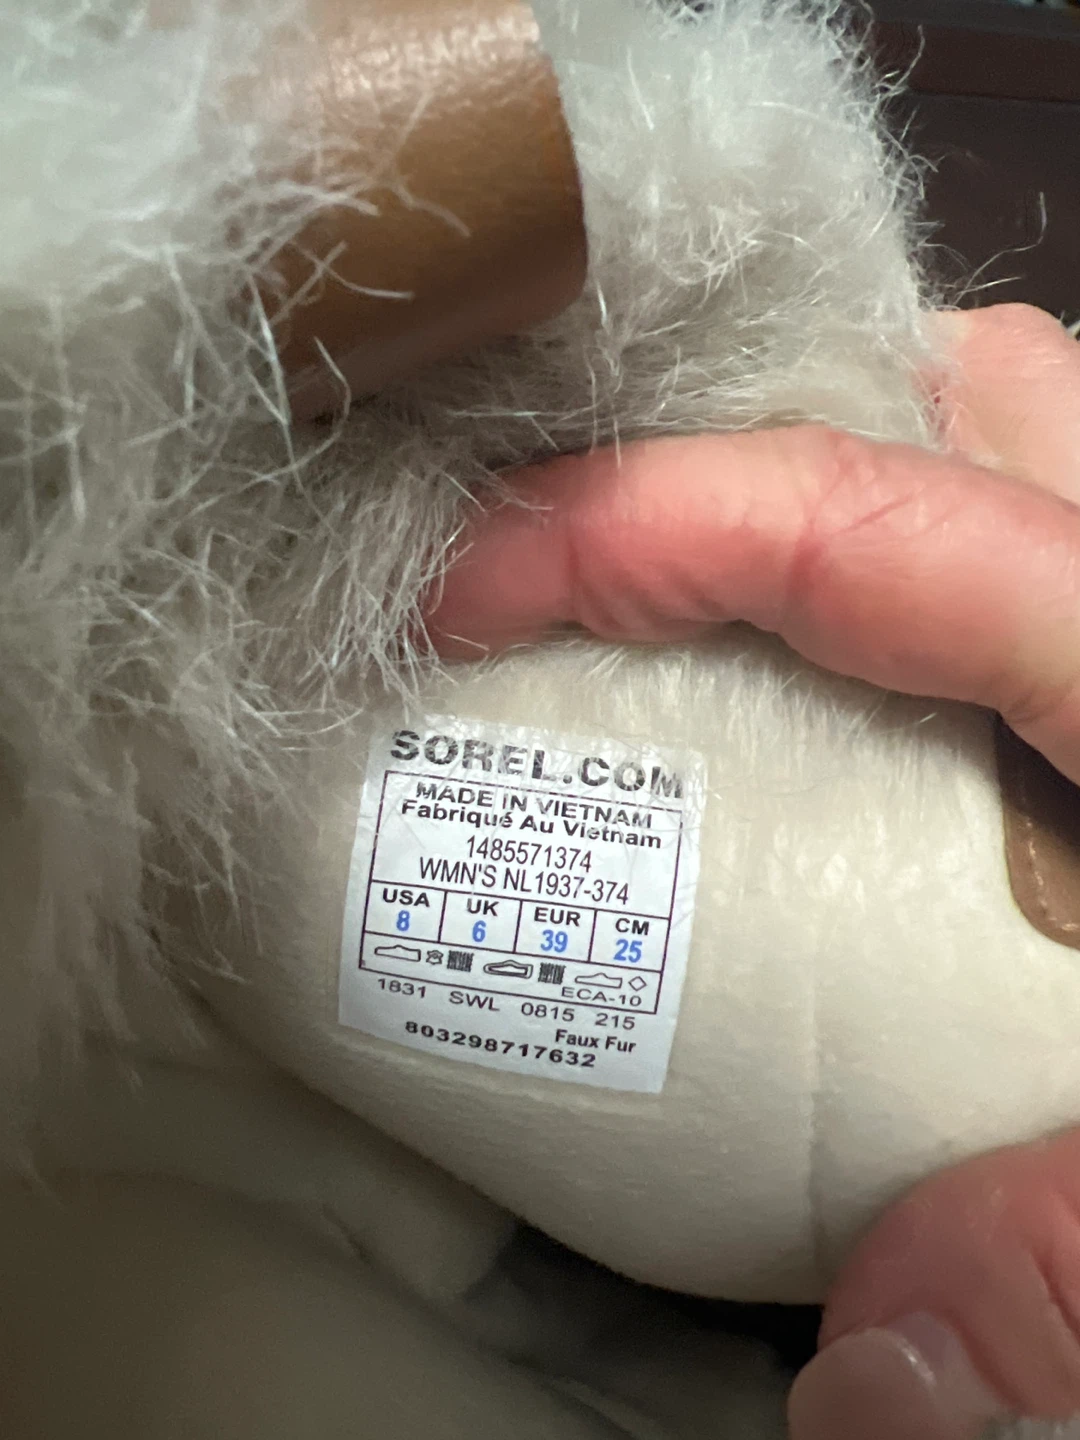 SOREL.COM
MADE IN VIETNAM
Fabriqué Au Vietnam
1485571374
WMN'S NL1937-374
USA UK EUR CM
8 6 39 25
ECA-10
1831 SWL 0815 215
Faux Fur
803298717632